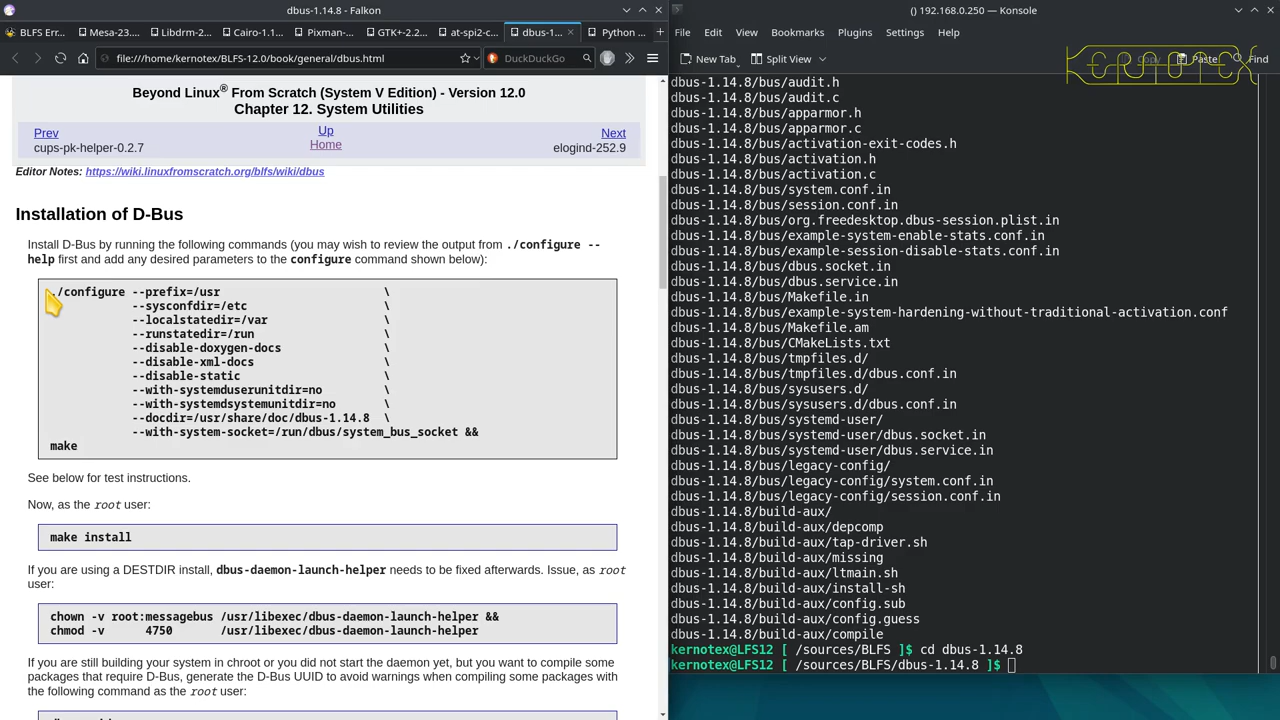 dbus-1.14.8 - Falkon
BLFS Err...
Mesa-23....
Libdrm-2...
Cairo-1.1...
Pixman-...
GTK+-2.2...
at-spi2-c...
dbus-1...
Python ...
file:///home/kernotex/BLFS-12.0/book/general/dbus.html
DuckDuckGo
Beyond Linux® From Scratch (System V Edition) - Version 12.0
Chapter 12. System Utilities
Prev
Up
Next
cups-pk-helper-0.2.7
Home
elogind-252.9
Editor Notes: https://wiki.linuxfromscratch.org/blfs/wiki/dbus
Installation of D-Bus
Install D-Bus by running the following commands (you may wish to review the output from ./configure --
help first and add any desired parameters to the configure command shown below):
./configure --prefix=/usr \
--sysconfdir=/etc \
--localstatedir=/var \
--runstatedir=/run \
--disable-doxygen-docs \
--disable-xml-docs \
--disable-static \
--with-systemduserunitdir=no \
--with-systemdsystemunitdir=no \
--docdir=/usr/share/doc/dbus-1.14.8 \
--with-system-socket=/run/dbus/system_bus_socket &&
make
See below for test instructions.
Now, as the root user:
make install
If you are using a DESTDIR install, dbus-daemon-launch-helper needs to be fixed afterwards. Issue, as root
user:
chown -v root:messagebus /usr/libexec/dbus-daemon-launch-helper &&
chmod -v 4750 /usr/libexec/dbus-daemon-launch-helper
If you are still building your system in chroot or you did not start the daemon yet, but you want to compile some
packages that require D-Bus, generate the D-Bus UUID to avoid warnings when compiling some packages with
the following command as the root user:
() 192.168.0.250 — Konsole
File
Edit
View
Bookmarks
Plugins
Settings
Help
New Tab
Split View
Copy
Paste
Find
KERNOTEX
dbus-1.14.8/bus/audit.h
dbus-1.14.8/bus/audit.c
dbus-1.14.8/bus/apparmor.h
dbus-1.14.8/bus/apparmor.c
dbus-1.14.8/bus/activation-exit-codes.h
dbus-1.14.8/bus/activation.h
dbus-1.14.8/bus/activation.c
dbus-1.14.8/bus/system.conf.in
dbus-1.14.8/bus/session.conf.in
dbus-1.14.8/bus/org.freedesktop.dbus-session.plist.in
dbus-1.14.8/bus/example-system-enable-stats.conf.in
dbus-1.14.8/bus/example-session-disable-stats.conf.in
dbus-1.14.8/bus/dbus.socket.in
dbus-1.14.8/bus/dbus.service.in
dbus-1.14.8/bus/Makefile.in
dbus-1.14.8/bus/example-system-hardening-without-traditional-activation.conf
dbus-1.14.8/bus/Makefile.am
dbus-1.14.8/bus/CMakeLists.txt
dbus-1.14.8/bus/tmpfiles.d/
dbus-1.14.8/bus/tmpfiles.d/dbus.conf.in
dbus-1.14.8/bus/sysusers.d/
dbus-1.14.8/bus/sysusers.d/dbus.conf.in
dbus-1.14.8/bus/systemd-user/
dbus-1.14.8/bus/systemd-user/dbus.socket.in
dbus-1.14.8/bus/systemd-user/dbus.service.in
dbus-1.14.8/bus/legacy-config/
dbus-1.14.8/bus/legacy-config/system.conf.in
dbus-1.14.8/bus/legacy-config/session.conf.in
dbus-1.14.8/build-aux/
dbus-1.14.8/build-aux/depcomp
dbus-1.14.8/build-aux/tap-driver.sh
dbus-1.14.8/build-aux/missing
dbus-1.14.8/build-aux/ltmain.sh
dbus-1.14.8/build-aux/install-sh
dbus-1.14.8/build-aux/config.sub
dbus-1.14.8/build-aux/config.guess
dbus-1.14.8/build-aux/compile
kernotex@LFS12 [ /sources/BLFS ]$ cd dbus-1.14.8
kernotex@LFS12 [ /sources/BLFS/dbus-1.14.8 ]$